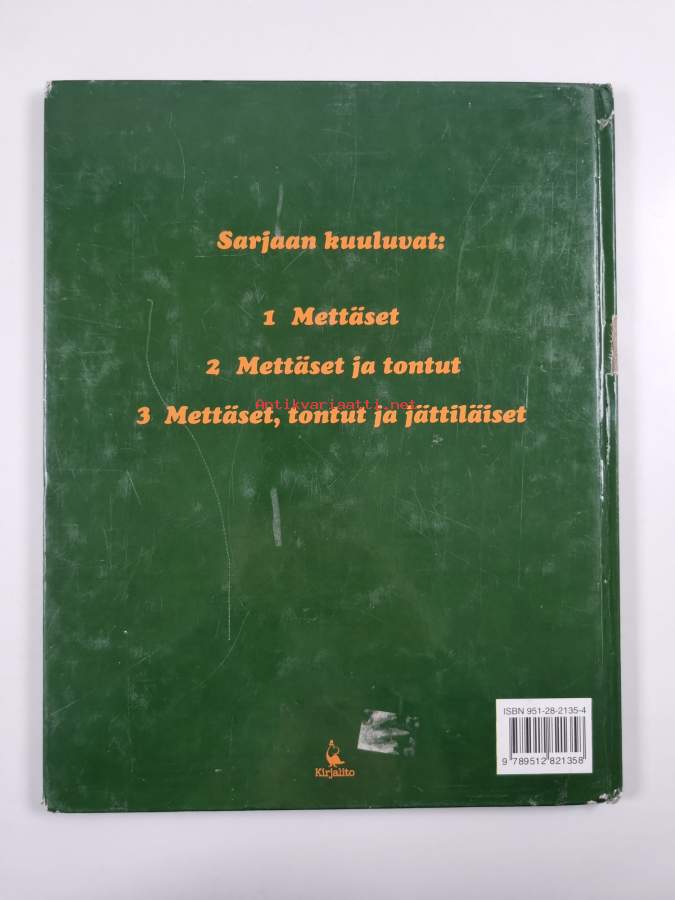 Sarjaan kuuluvat:
1 Mettäset
2 Mettäset ja tontut
Antikvariaatti.net
3 Mettäset, tontut ja jättiläiset
ISBN 951-28-2135-4
9 789512 821358
Kirjalito